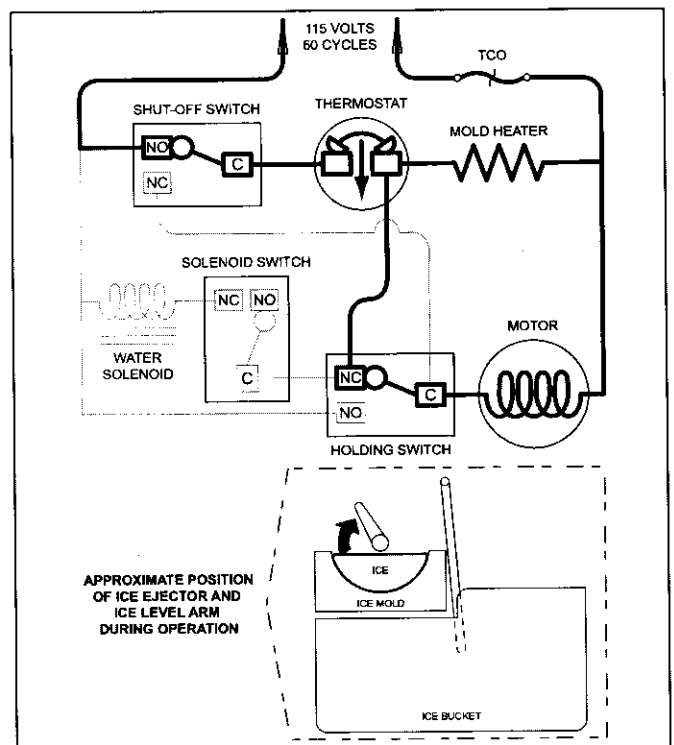 115 VOLTS
60 CYCLES
TCO
SHUT-OFF SWITCH
THERMOSTAT
MOLD HEATER
NO
C
NC
SOLENOID SWITCH
NC
NO
WATER
SOLENOID
C
MOTOR
NC
C
NO
HOLDING SWITCH
APPROXIMATE POSITION
OF ICE EJECTOR AND
ICE LEVEL ARM
DURING OPERATION
ICE
ICE MOLD
ICE BUCKET